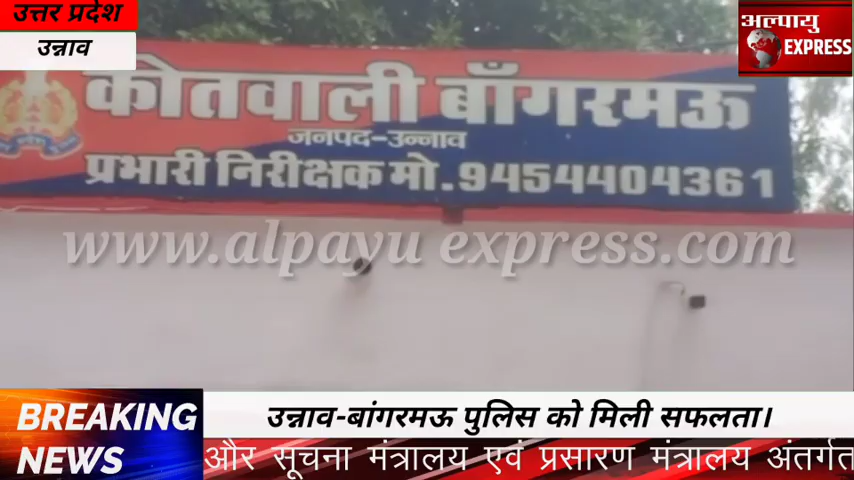 उत्तर प्रदेश
उन्नाव
अल्पायु
EXPRESS
कोतवाली बाँगरमऊ
जनपद-उन्नाव
प्रभारी निरीक्षक मो.9454404361
www.alpayu express.com
BREAKING
NEWS
उन्नाव-बांगरमऊ पुलिस को मिली सफलता।
और सूचना मंत्रालय एवं प्रसारण मंत्रालय अंतर्गत